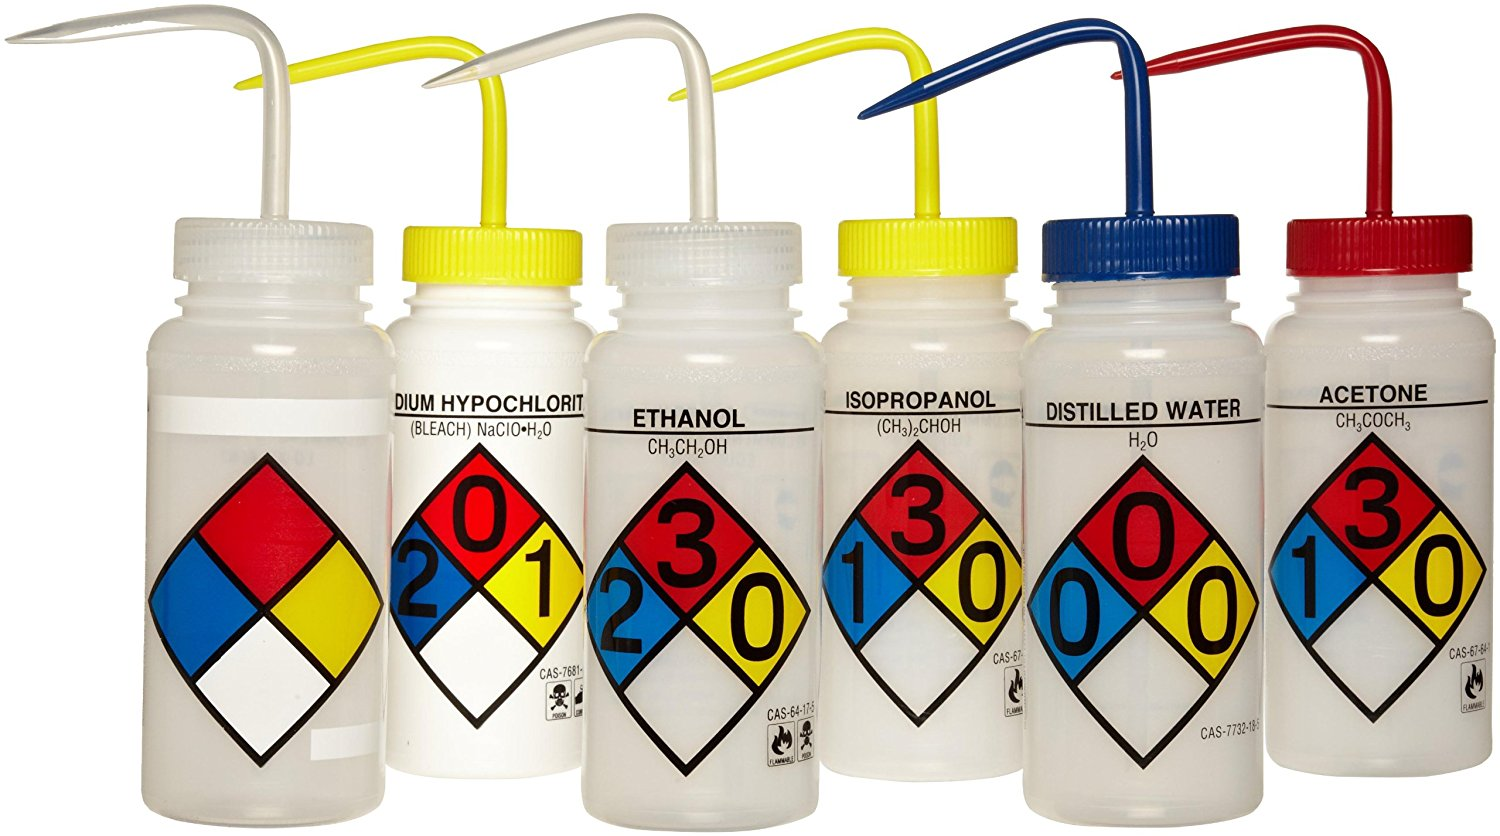 DIUM HYPOCHLORIT
(BLEACH) NaClO•H₂O
0
2
1
CAS-7681-
POISON
ETHANOL
CH₃CH₂OH
3
2
0
CAS-64-17-5
FLAMMABLE
POISON
ISOPROPANOL
(CH₃)₂CHOH
3
1
0
CAS-67-
FLAMMABLE
DISTILLED WATER
H₂O
0
0
0
CAS-7732-18-5
ACETONE
CH₃COCH₃
3
1
0
CAS-67-64-1
FLAMMABLE